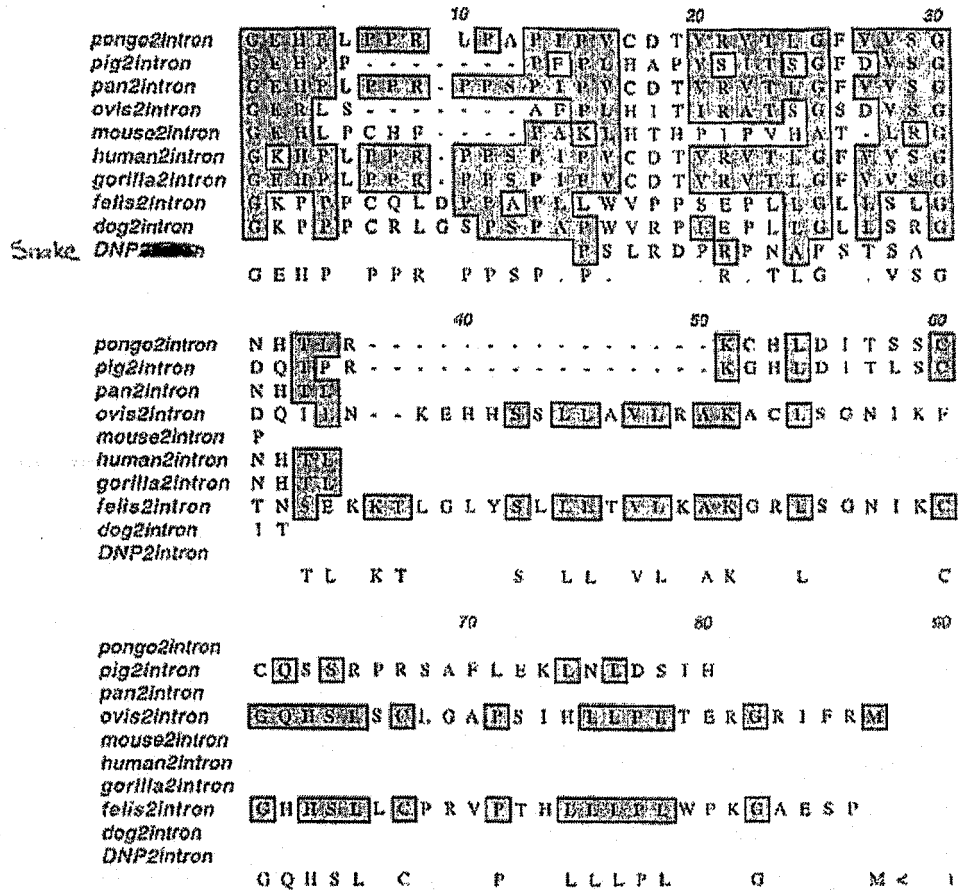 10 20 30
pongo2intron G E H P L P P R L P A P I P V C D T V R V T L G F V V S G
pig2intron G E H P P - - - - - - - P F P L H A P V S I T S G F D V S G
pan2intron G E H P L P P R - P P S P I P V C D T V R V T L G F V V S G
ovis2intron G E R L S - - - - - - - A F P L H I T I R A T S G S D V S G
mouse2intron G E H L P C H P - - - - P A K L H T H P I P V H A T - L R G
human2intron G K H P L P P R - P P S P I P V C D T V R V T L G F V V S G
gorilla2intron G E H P L P P R - P P S P I P V C D T V R V T L G F V V S G
felis2intron G K P P P C Q L D P P A P L L W V P P S E P L L G L L S L G
dog2intron G K P P P C R L G S P S P A P W V R P I E P L L G L L S R G
Snake DNP2 n P S L R D P R P N A P S T S A
G E H P P P R P P S P . P . R . T L G . V S G
40 50 60
pongo2intron N H T L R - - - - - - - - - - - - - - - K C H L D I T S S C
pig2intron D Q I P R - - - - - - - - - - - - - - - K G H L D I T L S C
pan2intron N H L L
ovis2intron D Q I L N - - K E H H S S L L A V L R A K A C L S G N I K F
mouse2intron P
human2intron N H T L
gorilla2intron N H T L
felis2intron T N S E K K T L G L Y S L L H T V L K A K G R L S G N I K C
dog2intron I T
DNP2intron
T L K T S L L V L A K L C
70 80 90
pongo2intron
pig2intron C Q S S R P R S A F L E K L N L D S I H
pan2intron
ovis2intron G Q H S L S C L G A P S I H L L P L T E R G R I F R M
mouse2intron
human2intron
gorilla2intron
felis2intron G H H S L L C P R V P T H L L L P L W P K G A E S P
dog2intron
DNP2intron
G Q H S L C P L L L P L G M <